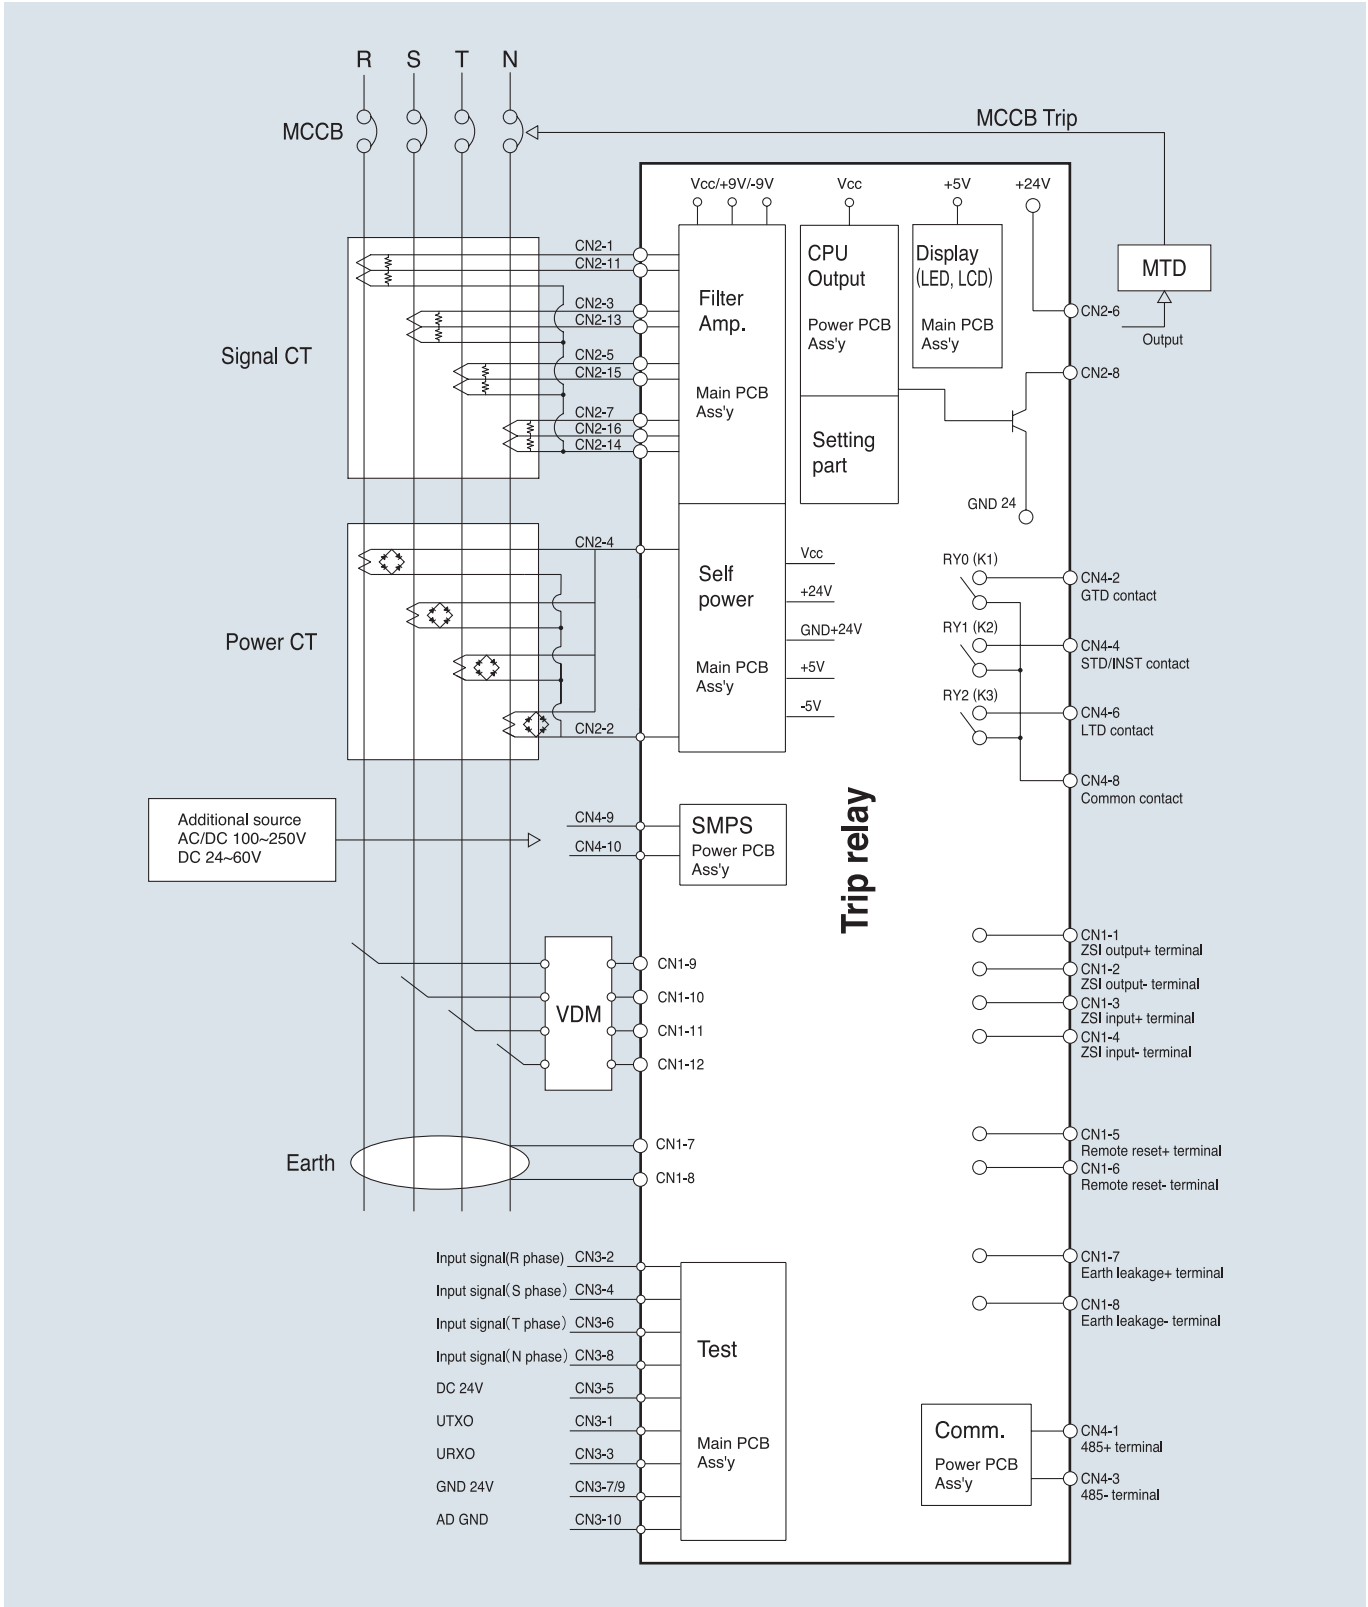 R S T N
MCCB
MCCB Trip
Vcc/+9V/-9V
Vcc
+5V
+24V
CN2-1
CN2-11
CN2-3
CN2-13
CN2-5
CN2-15
CN2-7
CN2-16
CN2-14
Signal CT
Filter
Amp.
Main PCB
Ass'y
CPU
Output
Power PCB
Ass'y
Setting
part
Display
(LED, LCD)
Main PCB
Ass'y
MTD
Output
CN2-6
CN2-8
GND 24
Power CT
CN2-4
CN2-2
Self
power
Main PCB
Ass'y
Vcc
+24V
GND+24V
+5V
-5V
RY0 (K1)
CN4-2
GTD contact
RY1 (K2)
CN4-4
STD/INST contact
RY2 (K3)
CN4-6
LTD contact
CN4-8
Common contact
Additional source
AC/DC 100~250V
DC 24~60V
CN4-9
CN4-10
SMPS
Power PCB
Ass'y
Trip relay
VDM
CN1-9
CN1-10
CN1-11
CN1-12
CN1-1
ZSI output+ terminal
CN1-2
ZSI output- terminal
CN1-3
ZSI input+ terminal
CN1-4
ZSI input- terminal
Earth
CN1-7
CN1-8
CN1-5
Remote reset+ terminal
CN1-6
Remote reset- terminal
CN1-7
Earth leakage+ terminal
CN1-8
Earth leakage- terminal
Input signal(R phase) CN3-2
Input signal(S phase) CN3-4
Input signal(T phase) CN3-6
Input signal(N phase) CN3-8
DC 24V CN3-5
UTXO CN3-1
URXO CN3-3
GND 24V CN3-7/9
AD GND CN3-10
Test
Main PCB
Ass'y
Comm.
Power PCB
Ass'y
CN4-1
485+ terminal
CN4-3
485- terminal